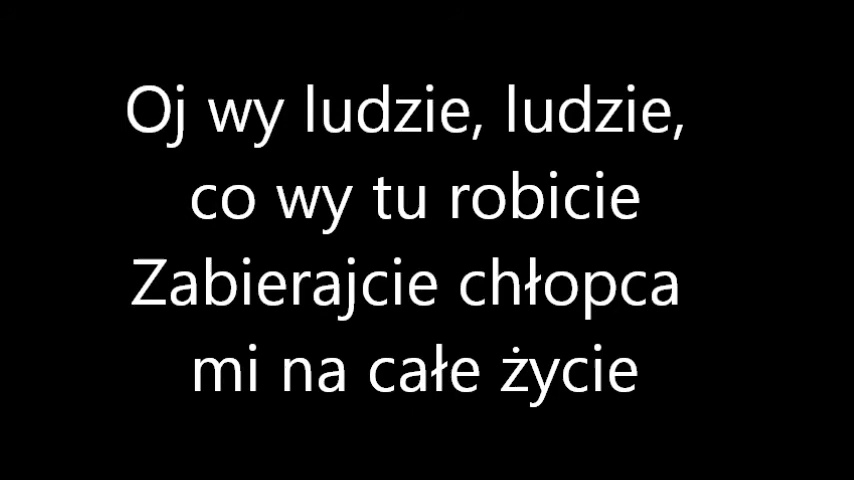 Oj wy ludzie, ludzie,
co wy tu robicie
Zabierajcie chłopca
mi na całe życie